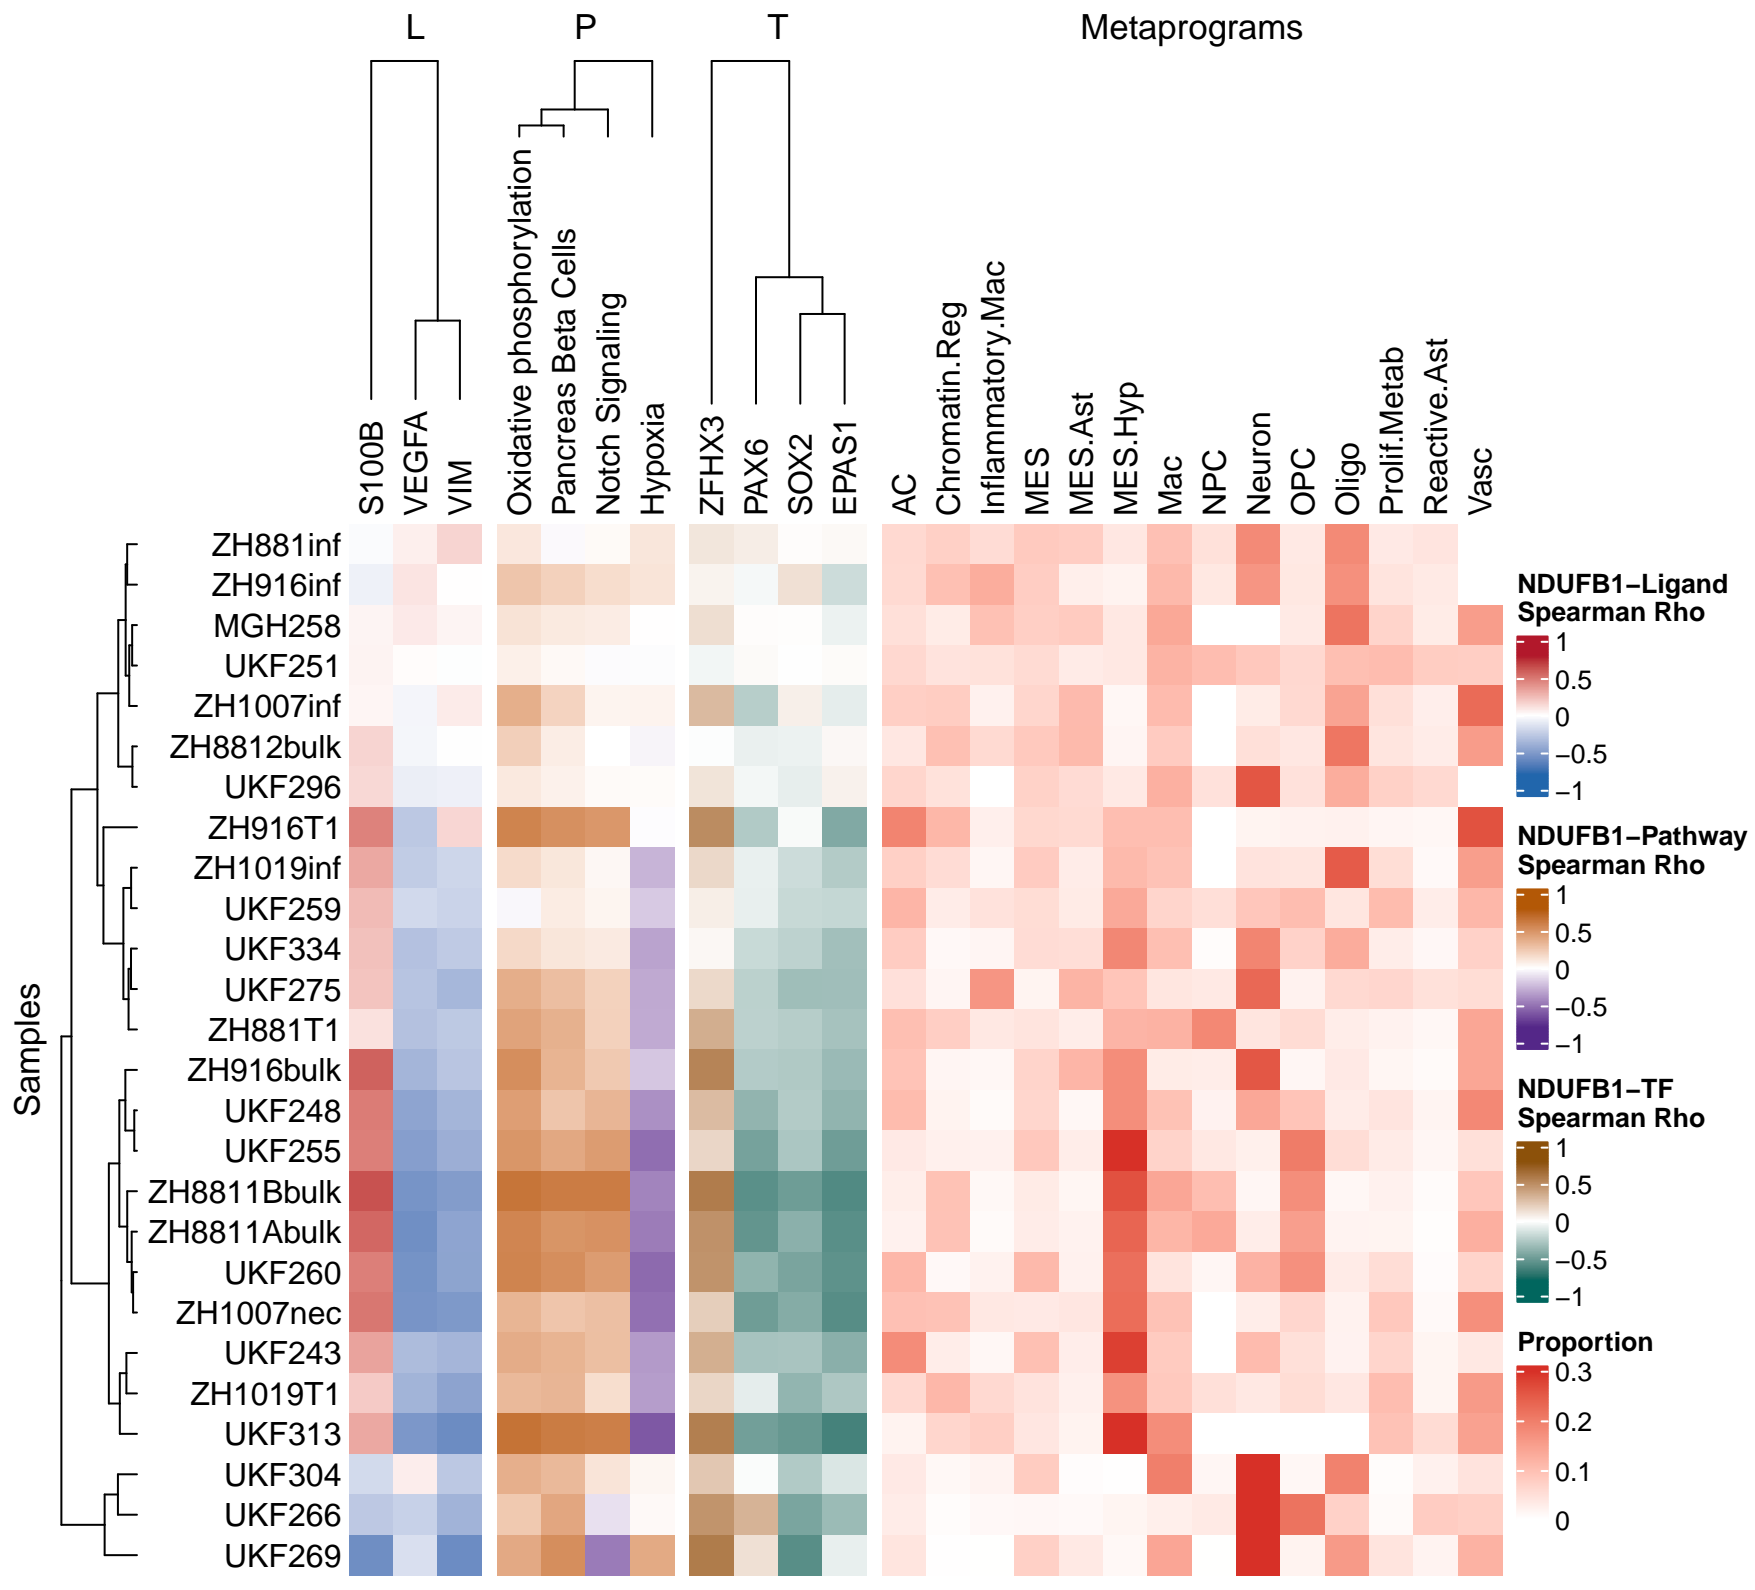 L
P
T
Metaprograms
S100B
VEGFA
VIM
Oxidative phosphorylation
Pancreas Beta Cells
Notch Signaling
Hypoxia
ZFHX3
PAX6
SOX2
EPAS1
AC
Chromatin.Reg
Inflammatory.Mac
MES
MES.Ast
MES.Hyp
Mac
NPC
Neuron
OPC
Oligo
Prolif.Metab
Reactive.Ast
Vasc
Samples
ZH881inf
ZH916inf
MGH258
UKF251
ZH1007inf
ZH8812bulk
UKF296
ZH916T1
ZH1019inf
UKF259
UKF334
UKF275
ZH881T1
ZH916bulk
UKF248
UKF255
ZH8811Bbulk
ZH8811Abulk
UKF260
ZH1007nec
UKF243
ZH1019T1
UKF313
UKF304
UKF266
UKF269
NDUFB1−Ligand
Spearman Rho
1
0.5
0
−0.5
−1
NDUFB1−Pathway
Spearman Rho
1
0.5
0
−0.5
−1
NDUFB1−TF
Spearman Rho
1
0.5
0
−0.5
−1
Proportion
0.3
0.2
0.1
0